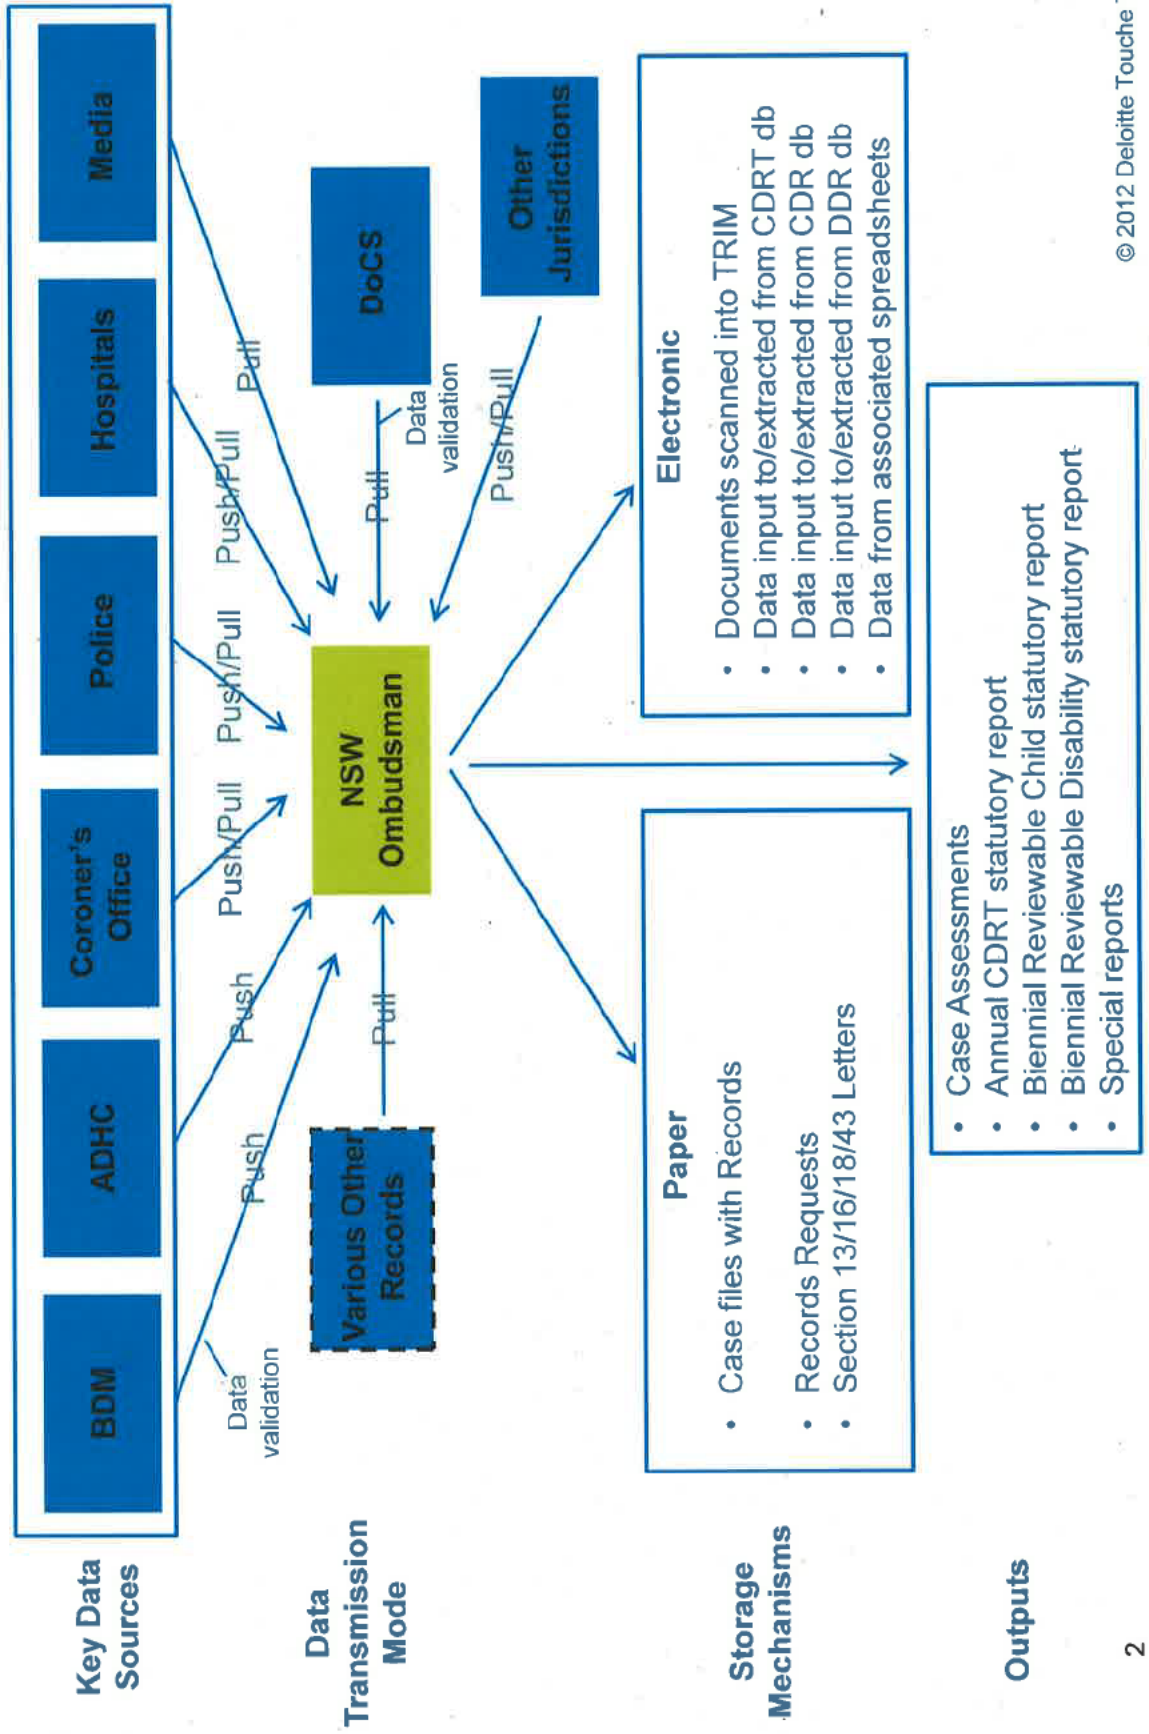 Key Data
Sources
BDM
ADHC
Coroner's
Office
Police
Hospitals
Media
Data
Transmission
Mode
Data
validation
Push
Push
Push/Pull
Push/Pull
Push/Pull
Pull
Various Other
Records
Pull
NSW
Ombudsman
Pull
Data
validation
DoCS
Push/Pull
Other
Jurisdictions
Storage
Mechanisms
Paper
• Case files with Records
• Records Requests
• Section 13/16/18/43 Letters
Electronic
• Documents scanned into TRIM
• Data input to/extracted from CDRT db
• Data input to/extracted from CDR db
• Data input to/extracted from DDR db
• Data from associated spreadsheets
Outputs
• Case Assessments
• Annual CDRT statutory report
• Biennial Reviewable Child statutory report
• Biennial Reviewable Disability statutory report
• Special reports
2
© 2012 Deloitte Touche